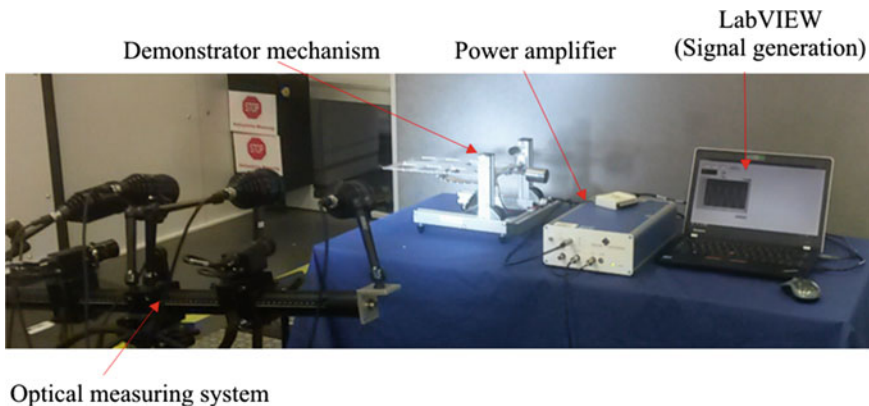 LabVIEW
(Signal generation)
Demonstrator mechanism
Power amplifier
STOP
STOP
Optical measuring system